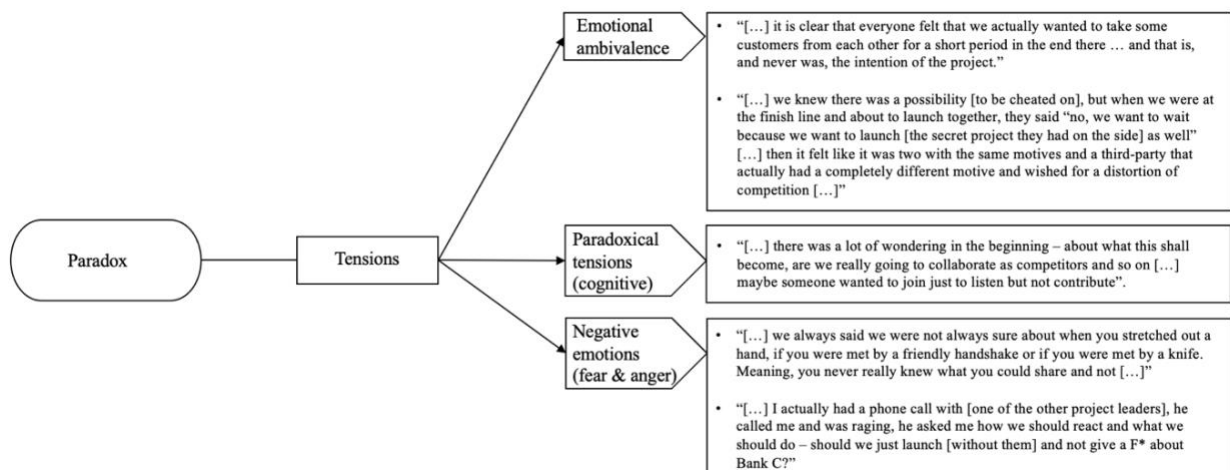 Paradox
Tensions
Emotional
ambivalence
• “[…] it is clear that everyone felt that we actually wanted to take some
customers from each other for a short period in the end there … and that is,
and never was, the intention of the project.”
• “[…] we knew there was a possibility [to be cheated on], but when we were at
the finish line and about to launch together, they said “no, we want to wait
because we want to launch [the secret project they had on the side] as well”
[…] then it felt like it was two with the same motives and a third-party that
actually had a completely different motive and wished for a distortion of
competition […]”
Paradoxical
tensions
(cognitive)
• “[…] there was a lot of wondering in the beginning – about what this shall
become, are we really going to collaborate as competitors and so on […]
maybe someone wanted to join just to listen but not contribute”.
Negative
emotions
(fear & anger)
• “[…] we always said we were not always sure about when you stretched out a
hand, if you were met by a friendly handshake or if you were met by a knife.
Meaning, you never really knew what you could share and not […]”
• “[…] I actually had a phone call with [one of the other project leaders], he
called me and was raging, he asked me how we should react and what we
should do – should we just launch [without them] and not give a F* about
Bank C?”